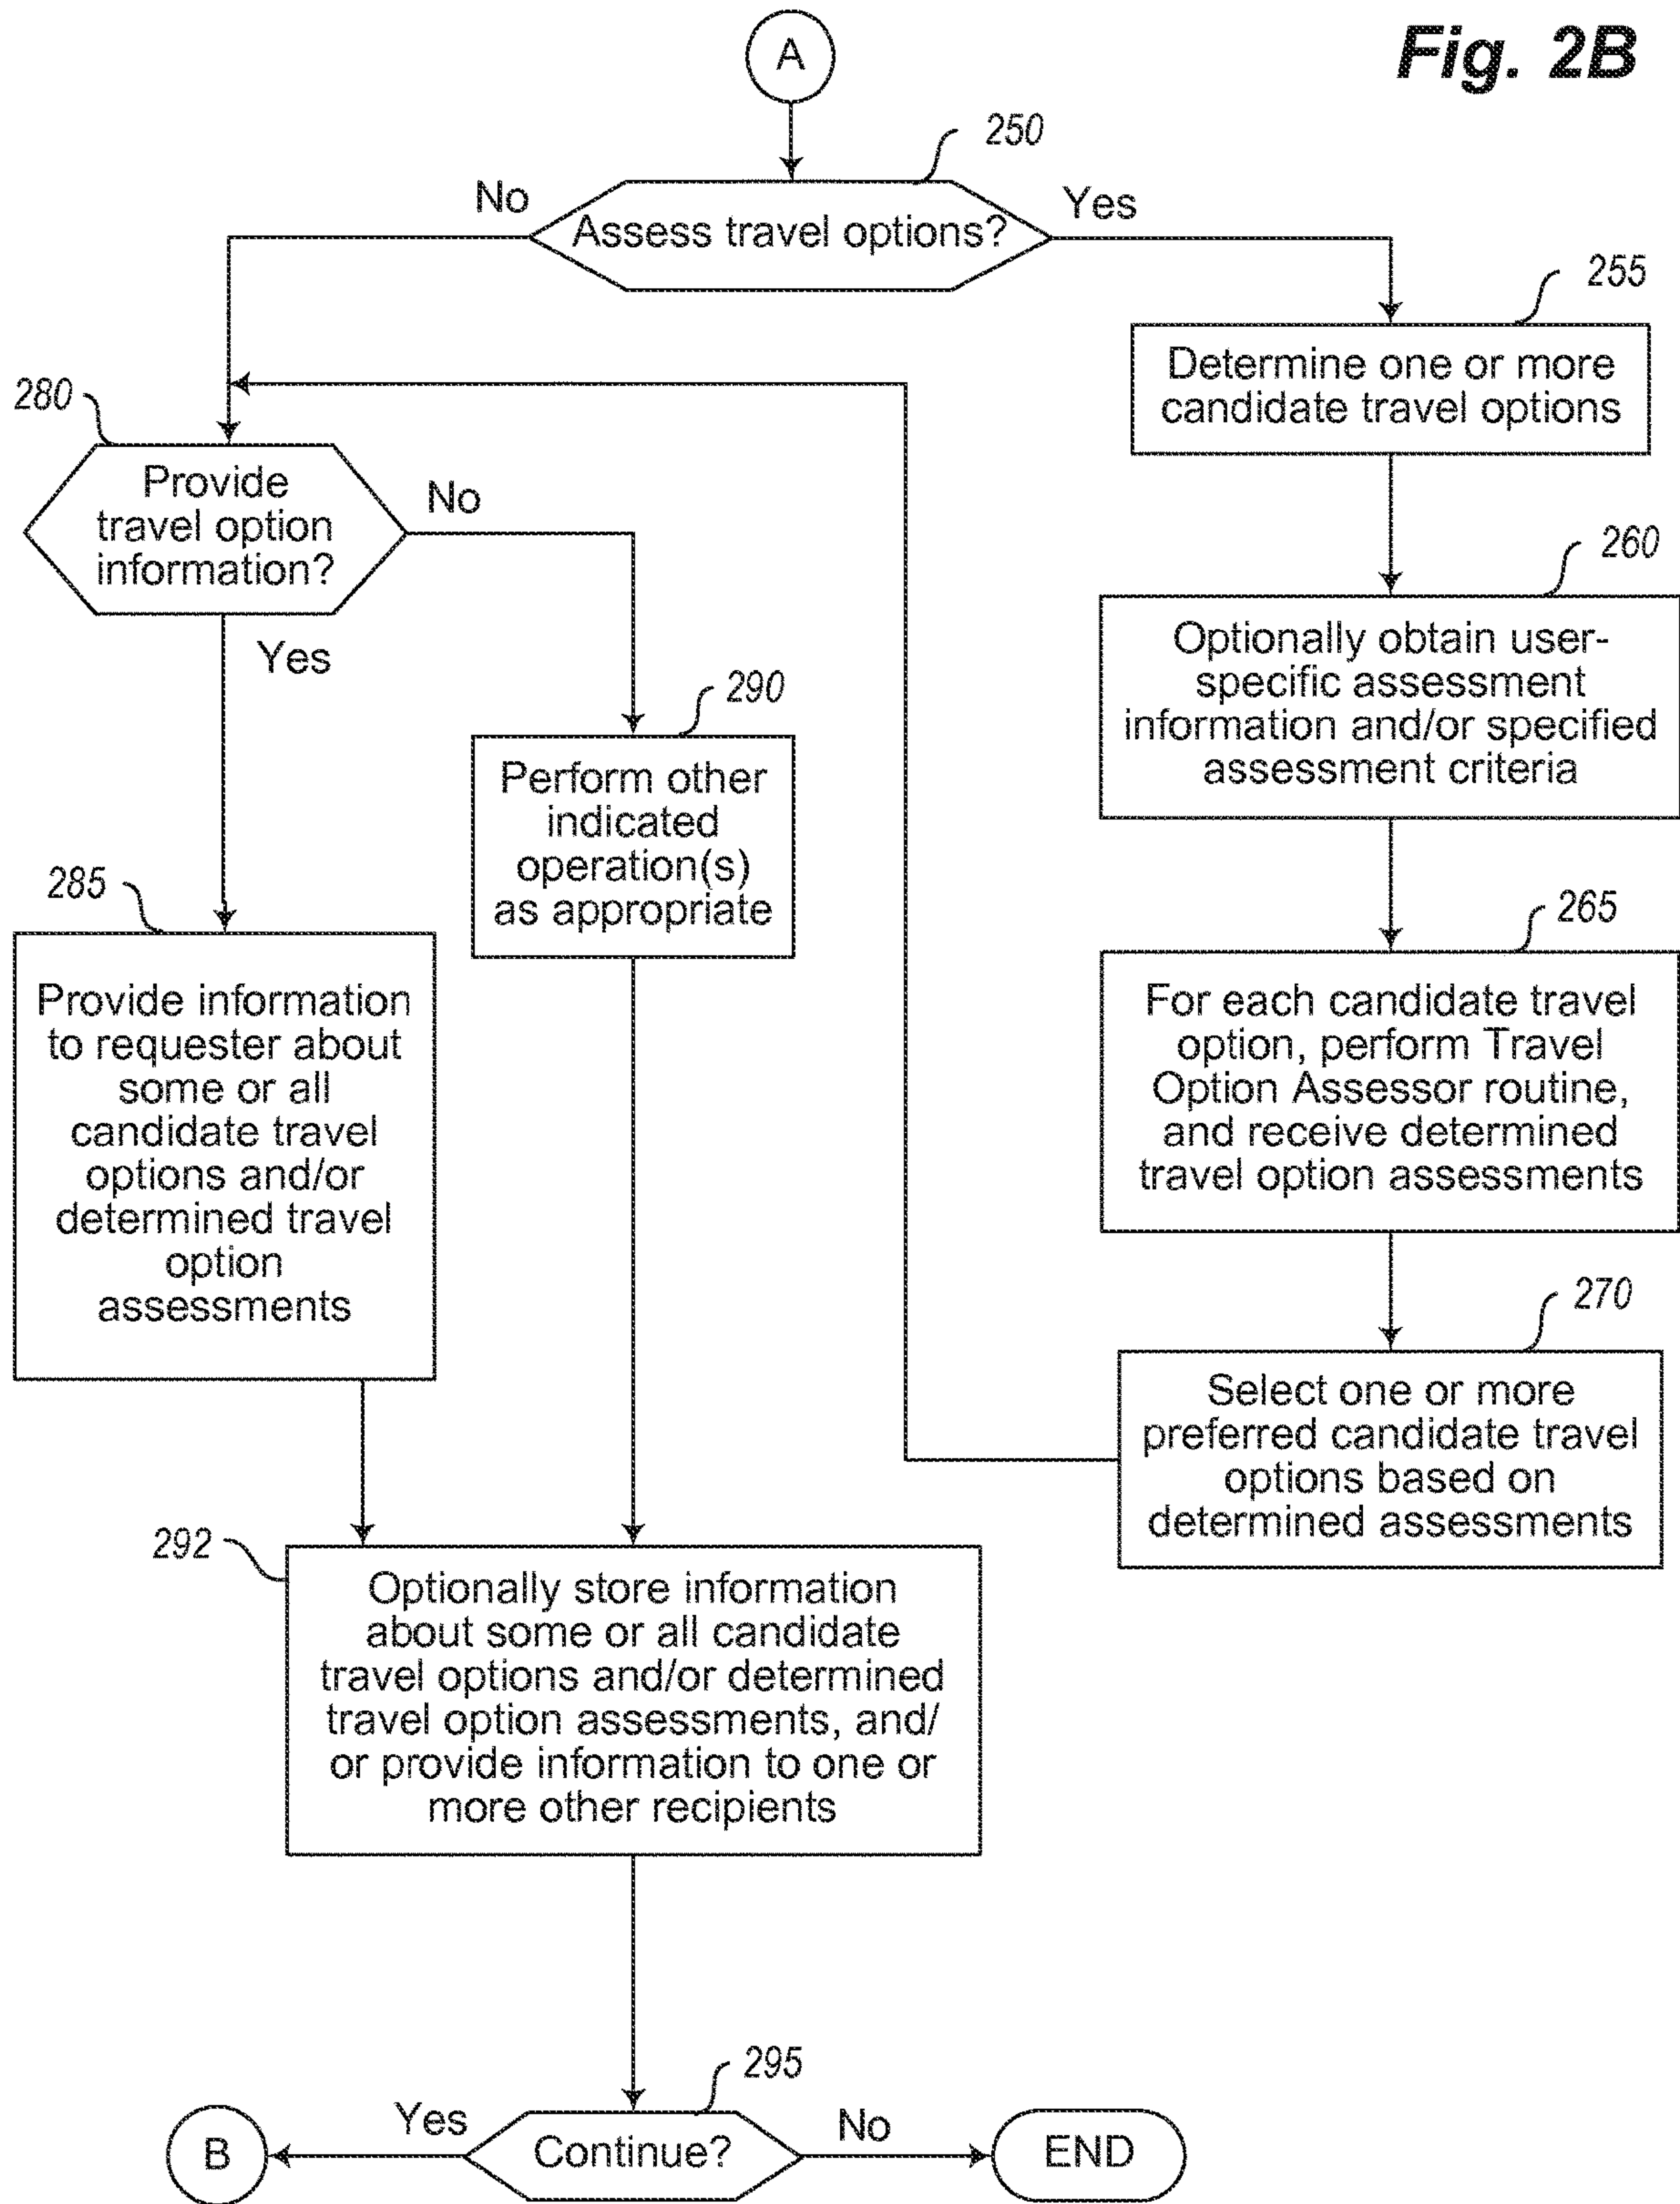 Fig. 2B
A
250
No
Yes
Assess travel options?
255
Determine one or more
candidate travel options
280
Provide
travel option
information?
No
Yes
260
Optionally obtain user-
specific assessment
information and/or specified
assessment criteria
290
Perform other
indicated
operation(s)
as appropriate
285
Provide information
to requester about
some or all
candidate travel
options and/or
determined travel
option
assessments
265
For each candidate travel
option, perform Travel
Option Assessor routine,
and receive determined
travel option assessments
270
Select one or more
preferred candidate travel
options based on
determined assessments
292
Optionally store information
about some or all candidate
travel options and/or determined
travel option assessments, and/
or provide information to one or
more other recipients
295
Yes
No
B
Continue?
END